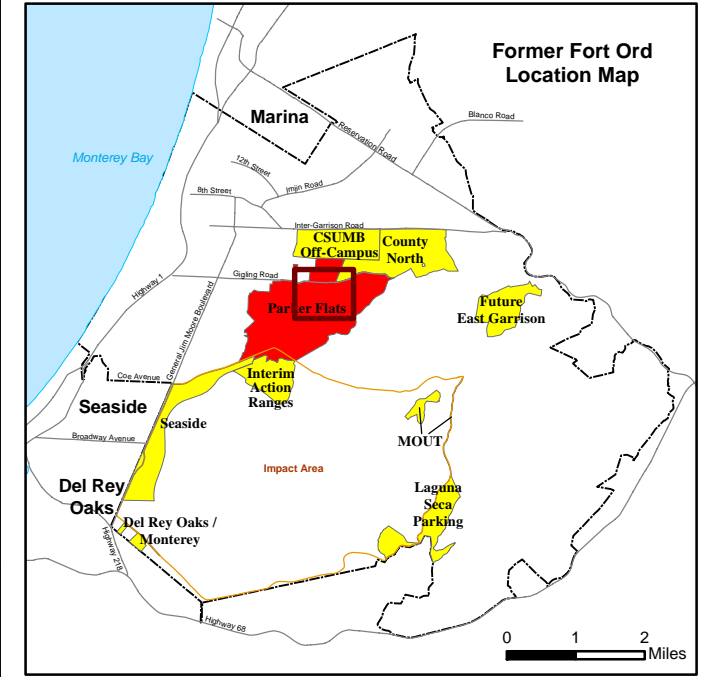 Former Fort Ord
Location Map
Marina
Blanco Road
Reservation Road
Monterey Bay
12th Street
Imjin Road
8th Street
Inter-Garrison Road
CSUMB
Off-Campus
County
North
Gigling Road
Highway 1
Parker Flats
Future
East Garrison
General Jim Moore Boulevard
Coe Avenue
Interim
Action
Ranges
Seaside
Seaside
Broadway Avenue
MOUT
Impact Area
Del Rey
Oaks
Laguna
Seca
Parking
Del Rey Oaks /
Monterey
Highway 218
Highway 68
0 1 2
Miles